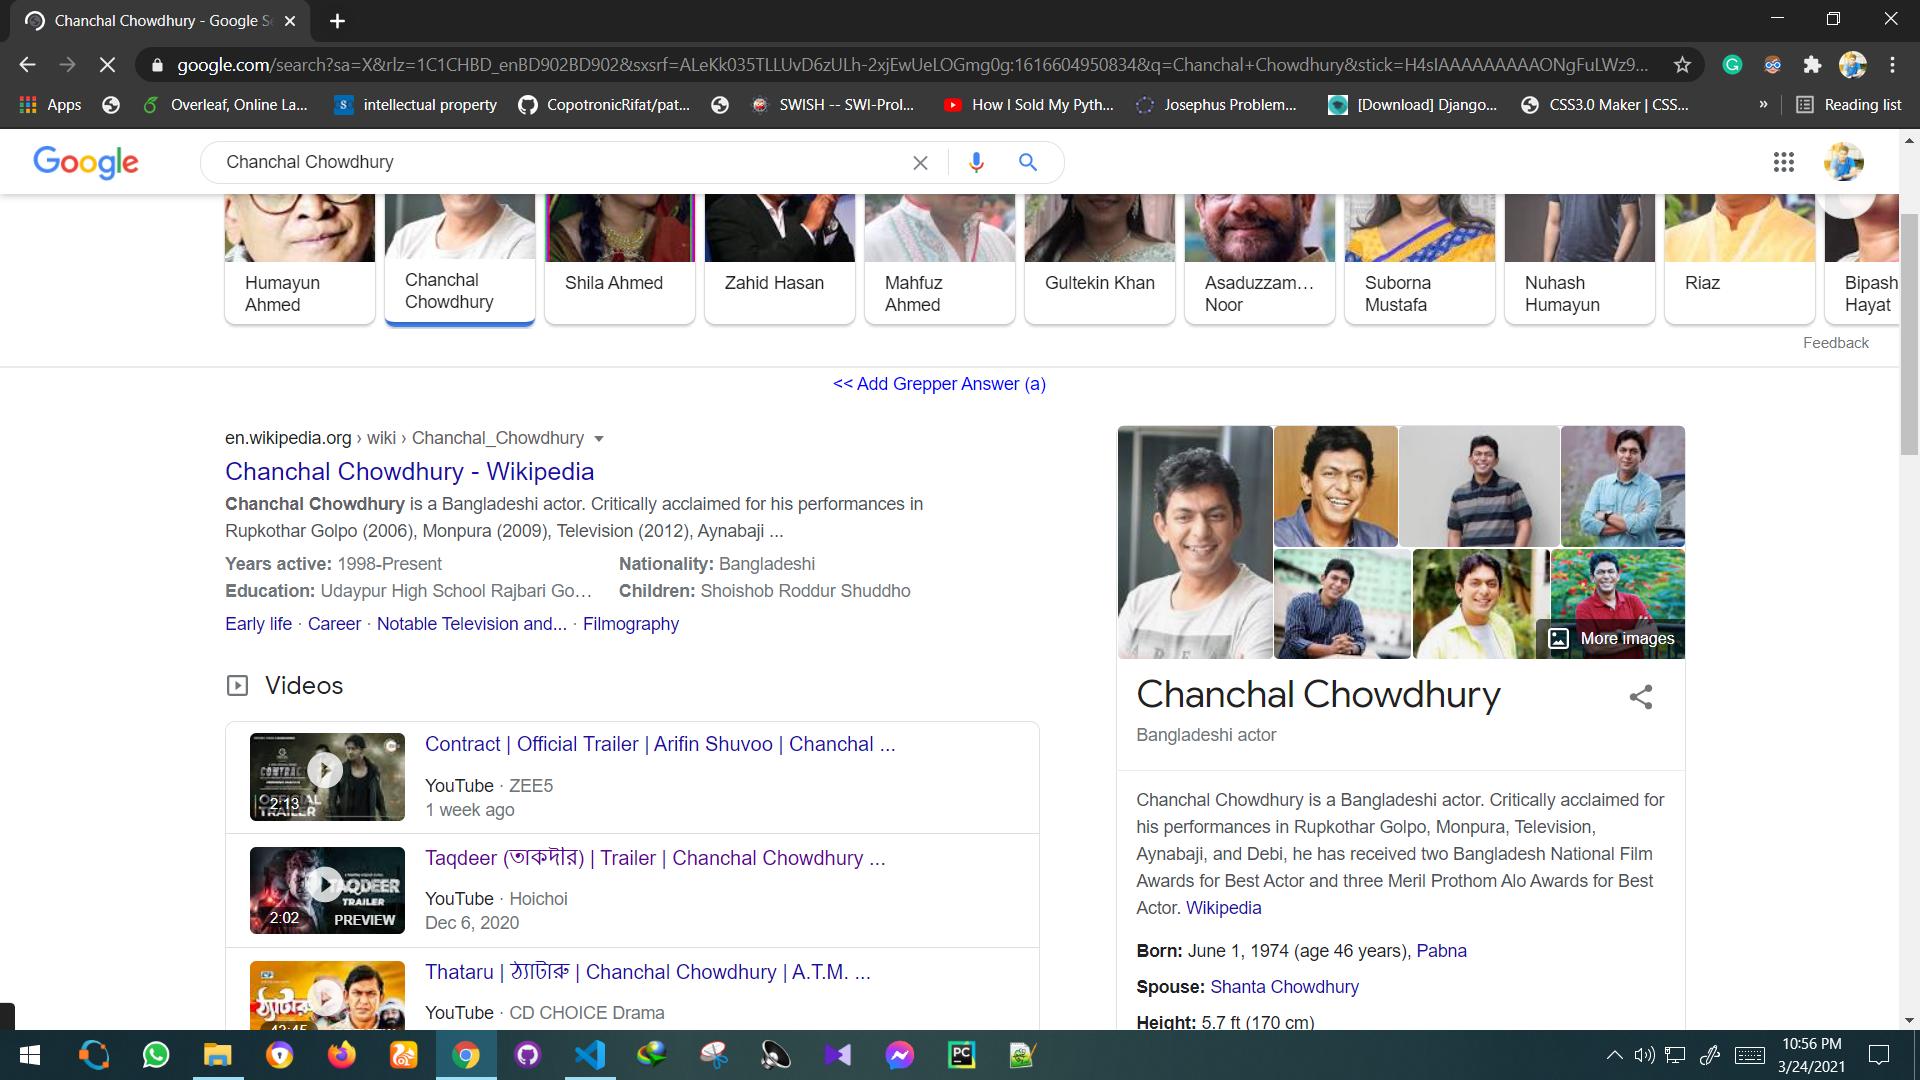 Chanchal Chowdhury - Google Se
google.com/search?sa=X&rlz=1C1CHBD_enBD902BD902&sxsrf=ALeKk035TLLUvD6zULh-2xjEwUeLOGmg0g:1616604950834&q=Chanchal+Chowdhury&stick=H4sIAAAAAAAAAONgFuLWz9...
Apps
Overleaf, Online La...
intellectual property
CopotronicRifat/pat...
SWISH -- SWI-Prol...
How I Sold My Pyth...
Josephus Problem...
[Download] Django...
CSS3.0 Maker | CSS...
»
Reading list
Google
Chanchal Chowdhury
Humayun
Ahmed
Chanchal
Chowdhury
Shila Ahmed
Zahid Hasan
Mahfuz
Ahmed
Gultekin Khan
Asaduzzam...
Noor
Suborna
Mustafa
Nuhash
Humayun
Riaz
Bipash
Hayat
Feedback
<< Add Grepper Answer (a)
en.wikipedia.org › wiki › Chanchal_Chowdhury
Chanchal Chowdhury - Wikipedia
Chanchal Chowdhury is a Bangladeshi actor. Critically acclaimed for his performances in
Rupkothar Golpo (2006), Monpura (2009), Television (2012), Aynabaji ...
Years active: 1998-Present
Nationality: Bangladeshi
Education: Udaypur High School Rajbari Go...
Children: Shoishob Roddur Shuddho
Early life · Career · Notable Television and... · Filmography
Videos
CONTRACT
OFFICIAL
TRAILER
2:13
Contract | Official Trailer | Arifin Shuvoo | Chanchal ...
YouTube · ZEE5
1 week ago
TAQDEER
TRAILER
2:02
PREVIEW
Taqdeer (তাকদীর) | Trailer | Chanchal Chowdhury ...
YouTube · Hoichoi
Dec 6, 2020
ঠ্যাটারু
42:45
Thataru | ঠ্যাটারু | Chanchal Chowdhury | A.T.M. ...
YouTube · CD CHOICE Drama
More images
Chanchal Chowdhury
Bangladeshi actor
Chanchal Chowdhury is a Bangladeshi actor. Critically acclaimed for
his performances in Rupkothar Golpo, Monpura, Television,
Aynabaji, and Debi, he has received two Bangladesh National Film
Awards for Best Actor and three Meril Prothom Alo Awards for Best
Actor. Wikipedia
Born: June 1, 1974 (age 46 years), Pabna
Spouse: Shanta Chowdhury
Height: 5.7 ft (170 cm)
PC
10:56 PM
3/24/2021